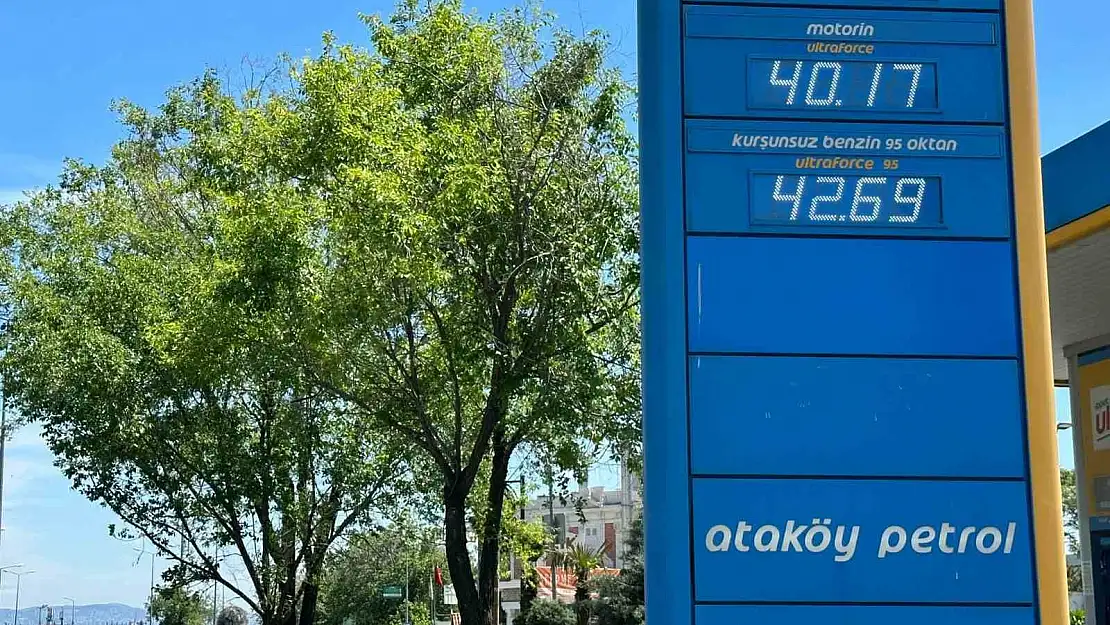 motorin
ultraforce
40.17
kurşunsuz benzin 95 oktan
ultraforce 95
42.69
ataköy petrol